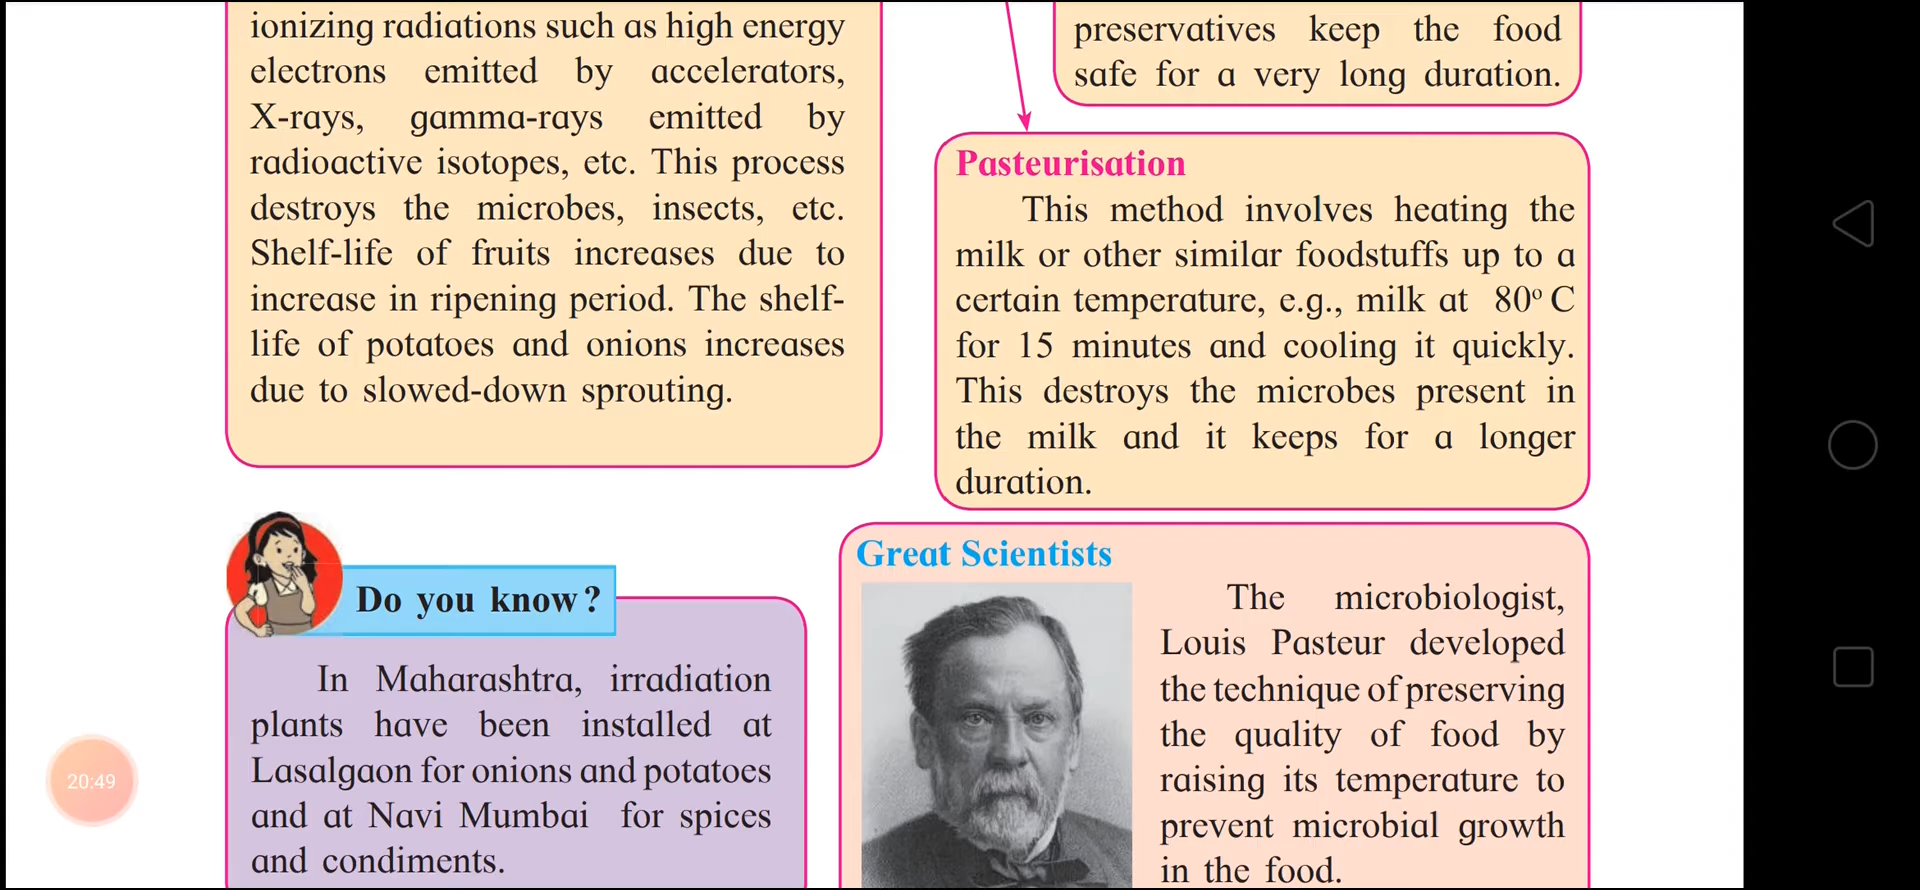 ionizing radiations such as high energy
electrons emitted by accelerators,
X-rays, gamma-rays emitted by
radioactive isotopes, etc. This process
destroys the microbes, insects, etc.
Shelf-life of fruits increases due to
increase in ripening period. The shelf-
life of potatoes and onions increases
due to slowed-down sprouting.
preservatives keep the food
safe for a very long duration.
Pasteurisation
This method involves heating the
milk or other similar foodstuffs up to a
certain temperature, e.g., milk at 80º C
for 15 minutes and cooling it quickly.
This destroys the microbes present in
the milk and it keeps for a longer
duration.
Do you know?
In Maharashtra, irradiation
plants have been installed at
Lasalgaon for onions and potatoes
and at Navi Mumbai for spices
and condiments.
Great Scientists
The microbiologist,
Louis Pasteur developed
the technique of preserving
the quality of food by
raising its temperature to
prevent microbial growth
in the food.
20:49